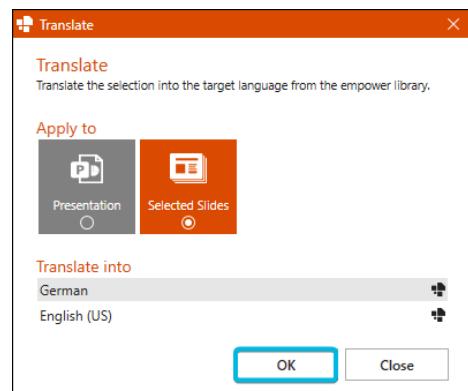 Translate
Translate
Translate the selection into the target language from the empower library.
Apply to
Presentation
Selected Slides
Translate into
German
English (US)
OK
Close